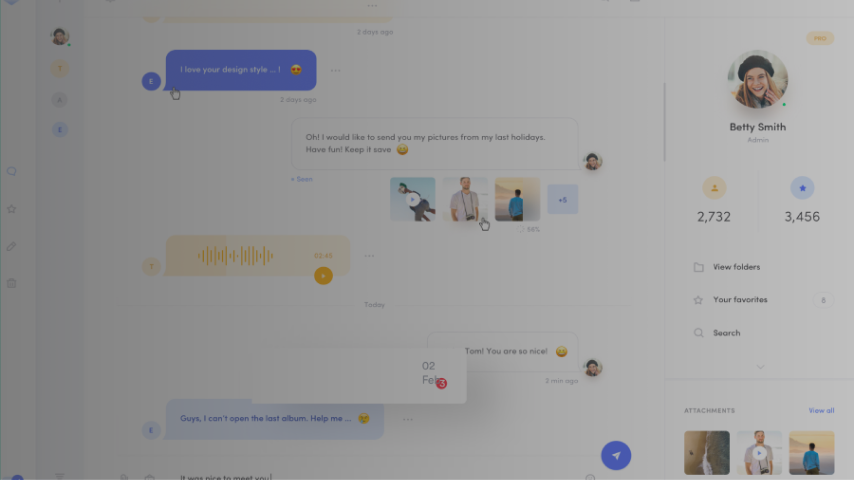 2 days ago
PRO
I love your design style ... !
E
2 days ago
Oh! I would like to send you my pictures from my last holidays.
Have fun! Keep it save
Seen
+5
T
02:45
Today
Tom! You are so nice!
02
Feb
3
3 min ago
Guys, I can't open the last album. Help me ...
E
It was nice to meet you
T
A
E
Betty Smith
Admin
2,732
3,456
View folders
Your favorites
8
Search
ATTACHMENTS
View all